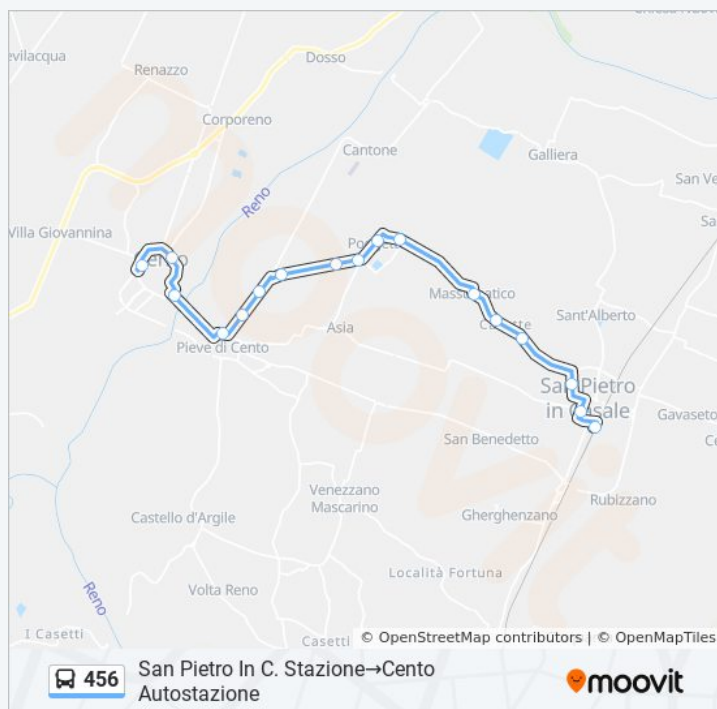 evilacqua
Renazzo
Dosso
Corporeno
Cantone
Galliera
San Ve
Reno
Villa Giovannina
Sant'Alberto
Asia
Pieve di Cento
San Pietro
in Casale
Gavaseto
San Benedetto
Venezzano
Mascarino
Rubizzano
Castello d'Argile
Gherghenzano
Località Fortuna
Volta Reno
Reno
I Casetti
Casetti
© OpenStreetMap contributors | © OpenMapTiles
456
San Pietro In C. Stazione→Cento
Autostazione
moovit
moovit